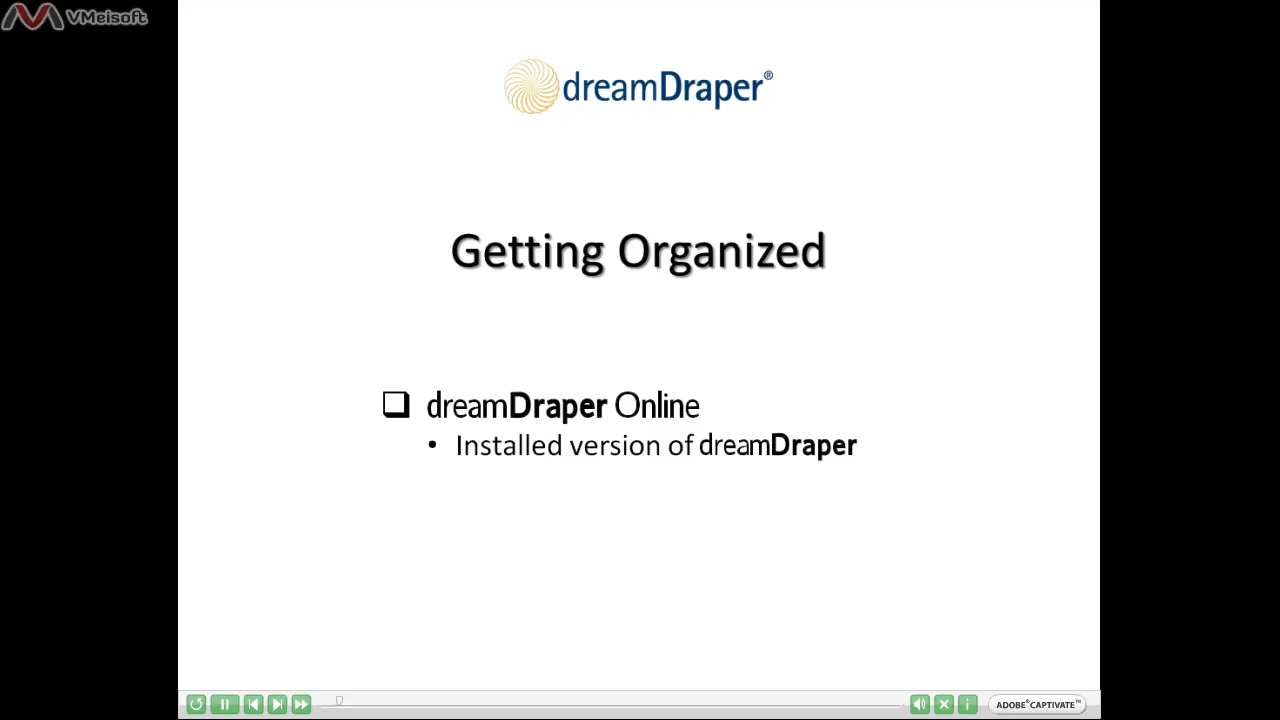 VMeisoft
dreamDraper®
Getting Organized
dreamDraper Online
• Installed version of dreamDraper
ADOBE® CAPTIVATE™